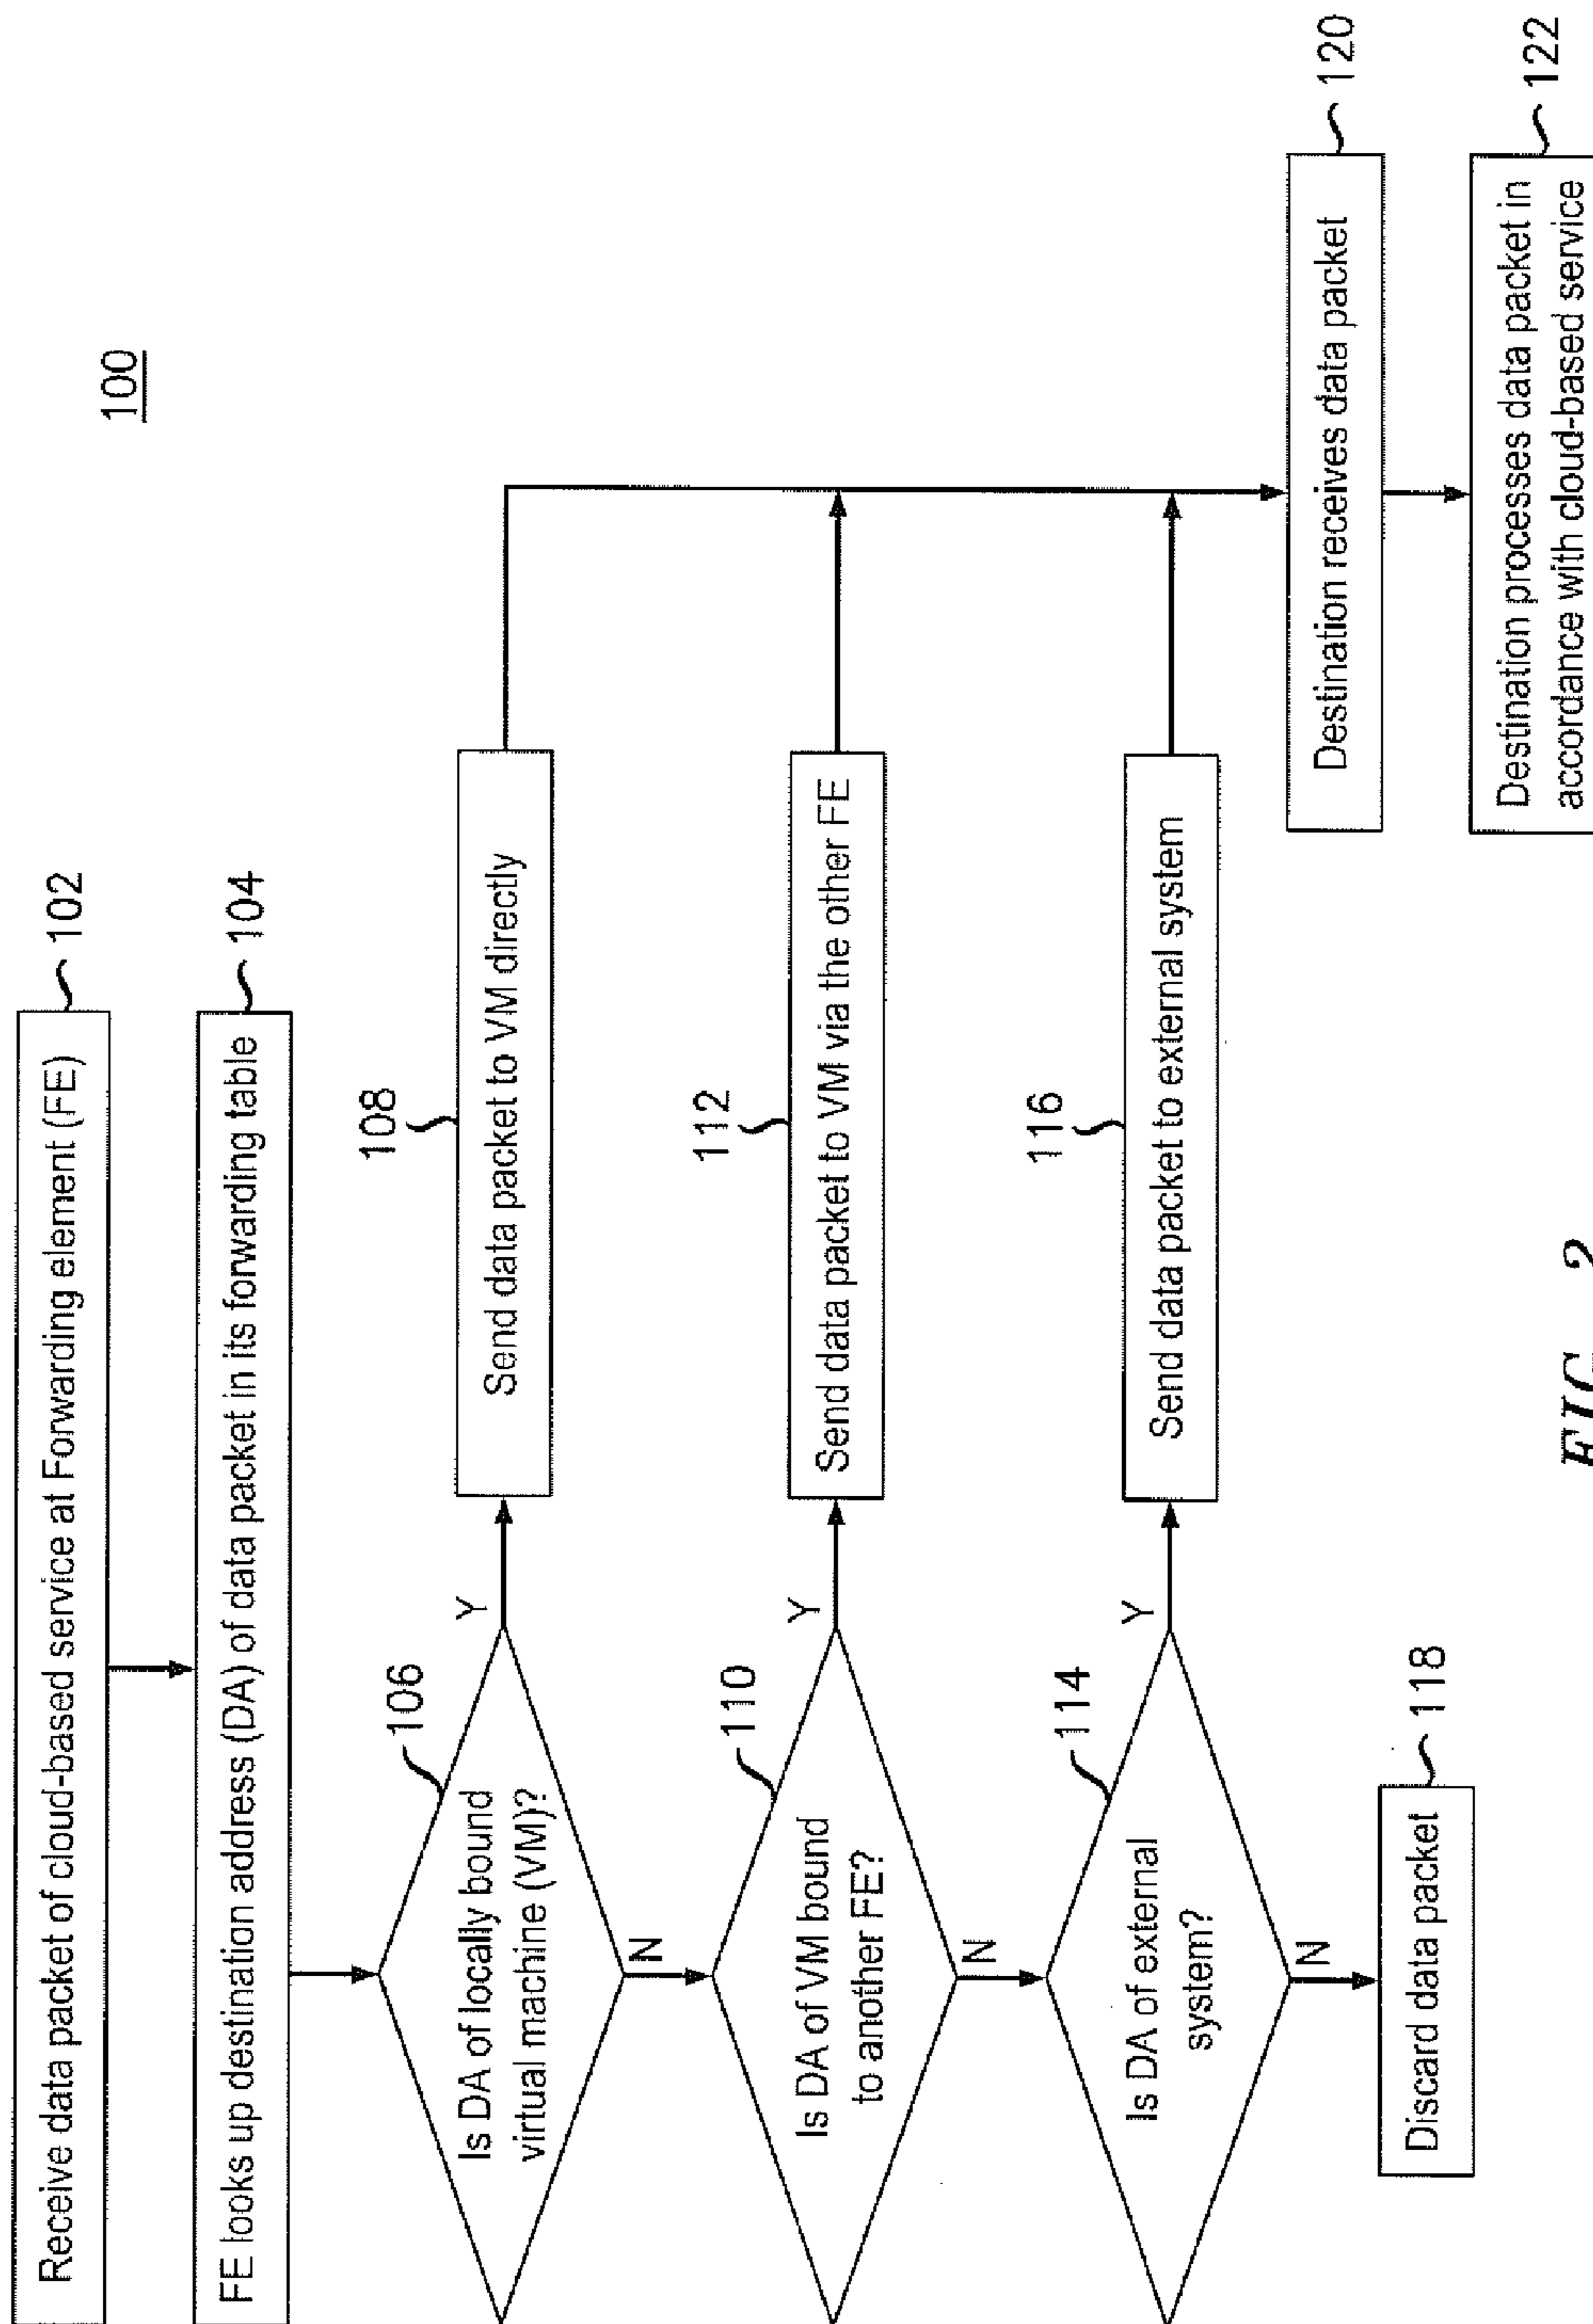 100
Receive data packet of cloud-based service at Forwarding element (FE)
102
FE looks up destination address (DA) of data packet in its forwarding table
104
Is DA of locally bound
virtual machine (VM)?
106
Y
N
108
Send data packet to VM directly
Is DA of VM bound
to another FE?
110
Y
N
112
Send data packet to VM via the other FE
Is DA of external
system?
114
Y
N
116
Send data packet to external system
Discard data packet
118
Destination receives data packet
120
Destination processes data packet in
accordance with cloud-based service
122
FIG. 2